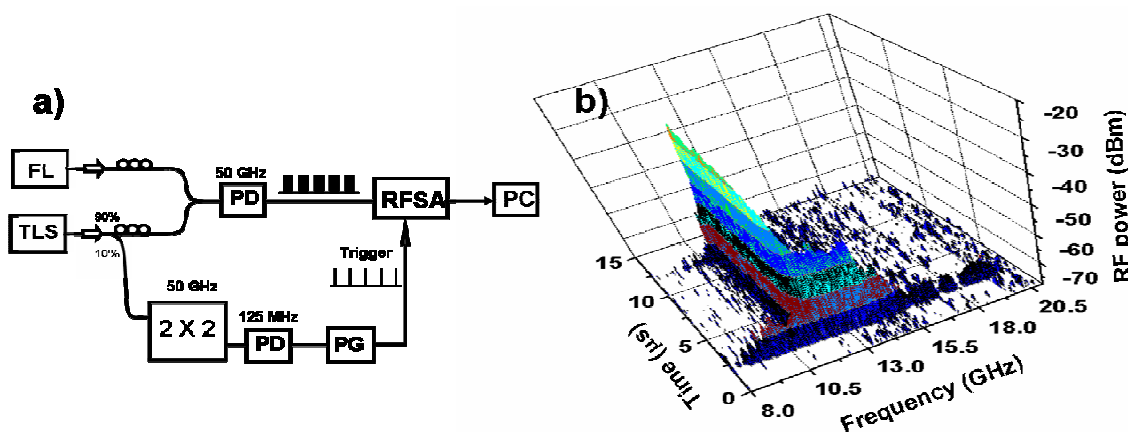 a)
FL
TLS
90%
10%
50 GHz
PD
RFSA
PC
Trigger
50 GHz
2 X 2
125 MHz
PD
PG
b)
-20
-30
-40
-50
-60
-70
RF power (dBm)
15
10
5
0
Time (µs)
8.0
10.5
13.0
15.5
18.0
20.5
Frequency (GHz)